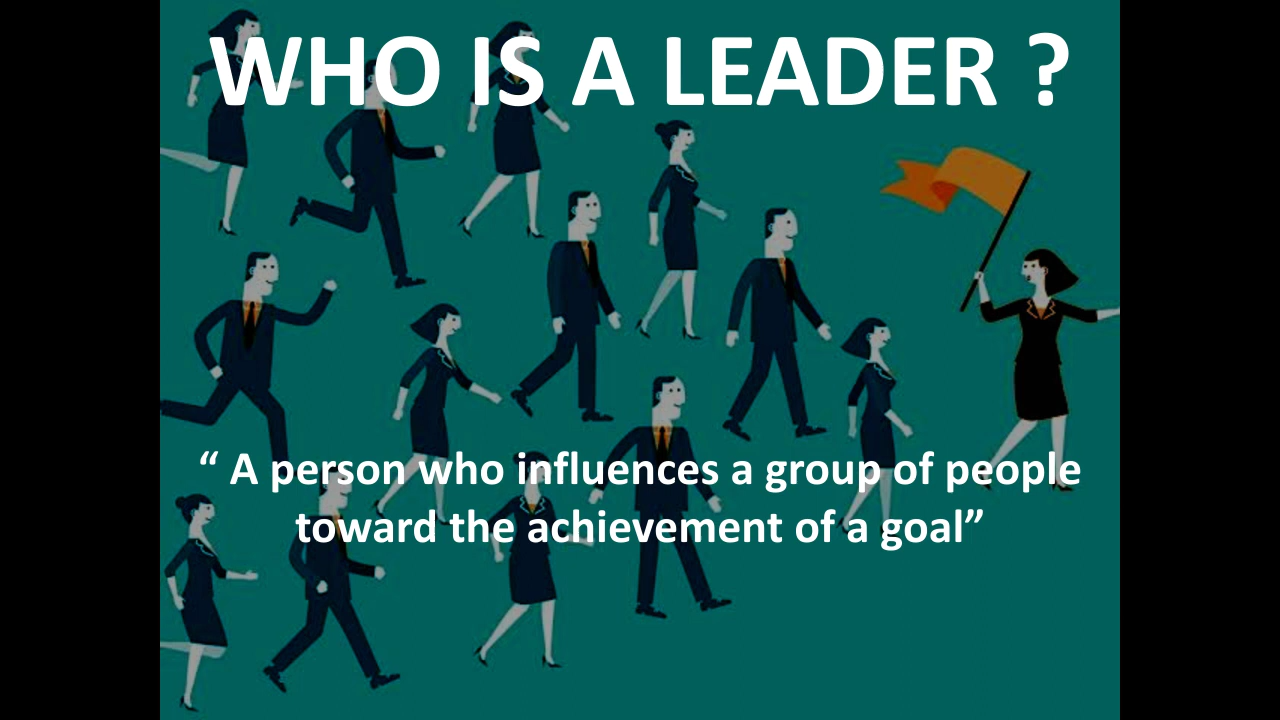 WHO IS A LEADER ?
“ A person who influences a group of people
toward the achievement of a goal”